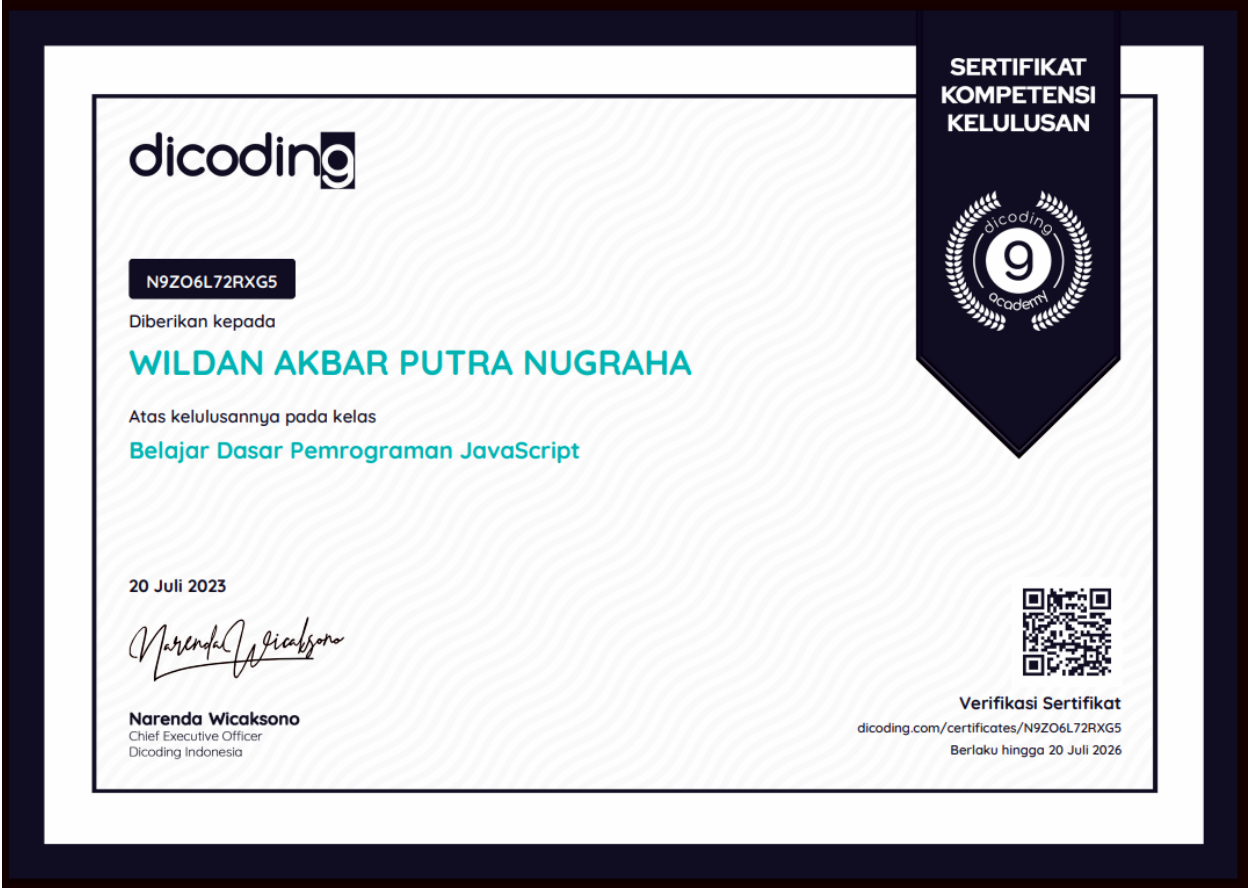 SERTIFIKAT
KOMPETENSI
KELULUSAN
dicoding
dicoding
9
academy
N9ZO6L72RXG5
Diberikan kepada
WILDAN AKBAR PUTRA NUGRAHA
Atas kelulusannya pada kelas
Belajar Dasar Pemrograman JavaScript
20 Juli 2023
Narenda Wicaksono
Narenda Wicaksono
Chief Executive Officer
Dicoding Indonesia
Verifikasi Sertifikat
dicoding.com/certificates/N9ZO6L72RXG5
Berlaku hingga 20 Juli 2026